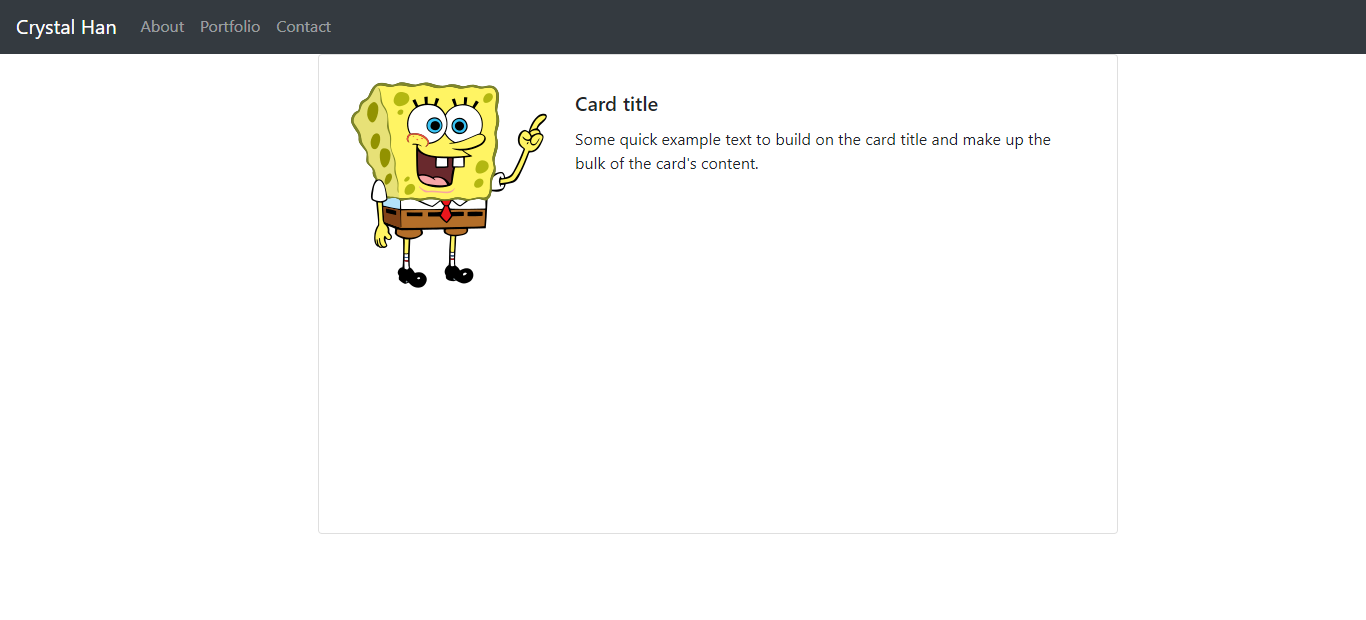 Crystal Han About Portfolio Contact
Card title
Some quick example text to build on the card title and make up the
bulk of the card's content.